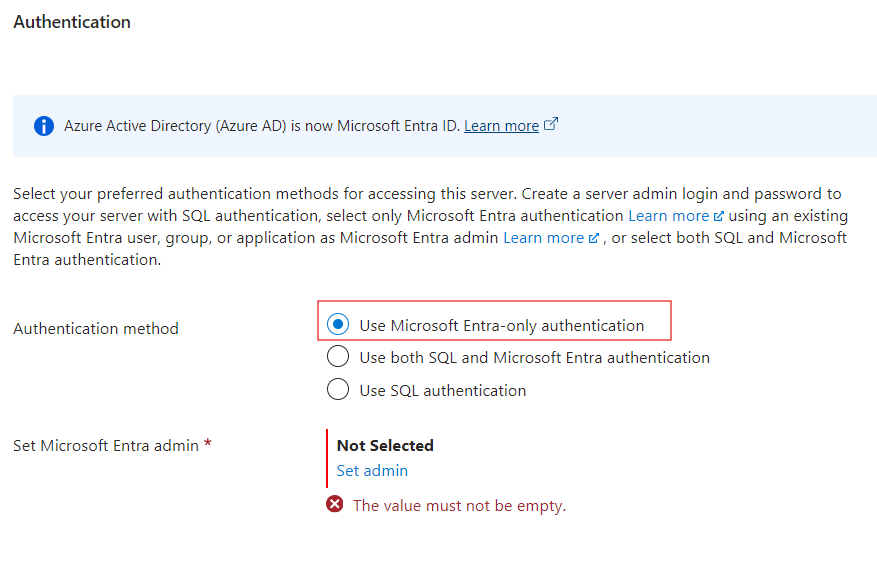 Authentication
Azure Active Directory (Azure AD) is now Microsoft Entra ID. Learn more
Select your preferred authentication methods for accessing this server. Create a server admin login and password to
access your server with SQL authentication, select only Microsoft Entra authentication Learn more using an existing
Microsoft Entra user, group, or application as Microsoft Entra admin Learn more , or select both SQL and Microsoft
Entra authentication.
Authentication method
Use Microsoft Entra-only authentication
Use both SQL and Microsoft Entra authentication
Use SQL authentication
Set Microsoft Entra admin *
Not Selected
Set admin
The value must not be empty.